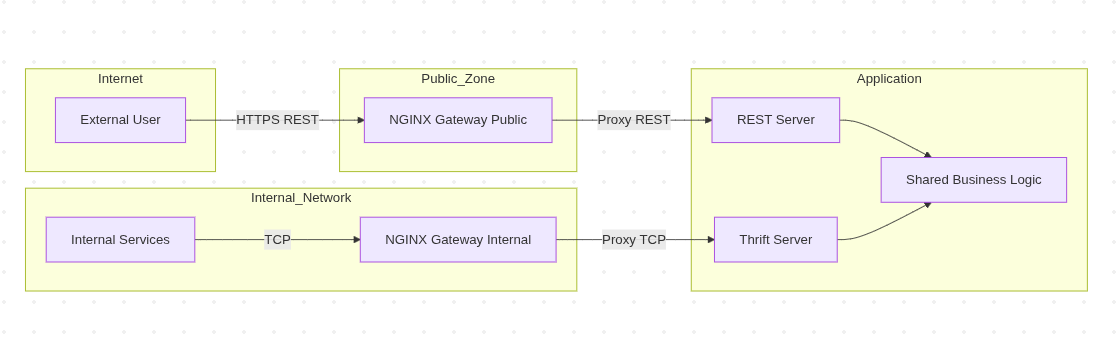 Internet
External User
HTTPS REST
Public_Zone
NGINX Gateway Public
Proxy REST
Application
REST Server
Shared Business Logic
Internal_Network
Internal Services
TCP
NGINX Gateway Internal
Proxy TCP
Thrift Server